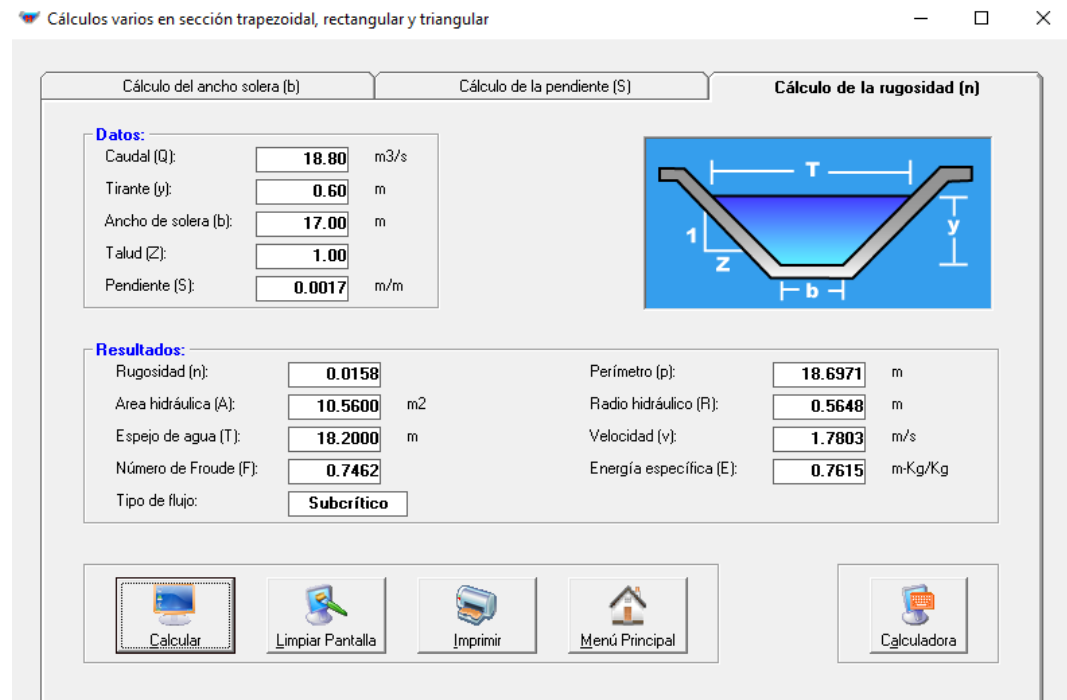 Cálculos varios en sección trapezoidal, rectangular y triangular
Cálculo del ancho solera (b) Cálculo de la pendiente (S) Cálculo de la rugosidad (n)
Datos:
Caudal (Q): 18.80 m3/s
Tirante (y): 0.60 m
Ancho de solera (b): 17.00 m
Talud (Z): 1.00
Pendiente (S): 0.0017 m/m
T
1
Z
y
b
Resultados:
Rugosidad (n): 0.0158 Perímetro (p): 18.6971 m
Area hidráulica (A): 10.5600 m2 Radio hidráulico (R): 0.5648 m
Espejo de agua (T): 18.2000 m Velocidad (v): 1.7803 m/s
Número de Froude (F): 0.7462 Energía específica (E): 0.7615 m-Kg/Kg
Tipo de flujo: Subcrítico
Calcular Limpiar Pantalla Imprimir Menú Principal Calculadora